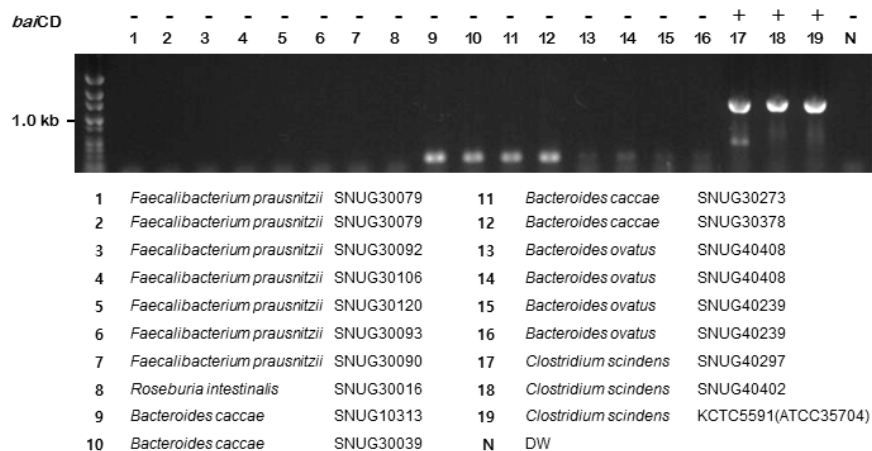 baiCD - - - - - - - - - - - - - - - - + + + -
1 2 3 4 5 6 7 8 9 10 11 12 13 14 15 16 17 18 19 N
1.0 kb
1 Faecalibacterium prausnitzii SNUG30079 11 Bacteroides caccae SNUG30273
2 Faecalibacterium prausnitzii SNUG30079 12 Bacteroides caccae SNUG30378
3 Faecalibacterium prausnitzii SNUG30092 13 Bacteroides ovatus SNUG40408
4 Faecalibacterium prausnitzii SNUG30106 14 Bacteroides ovatus SNUG40408
5 Faecalibacterium prausnitzii SNUG30120 15 Bacteroides ovatus SNUG40239
6 Faecalibacterium prausnitzii SNUG30093 16 Bacteroides ovatus SNUG40239
7 Faecalibacterium prausnitzii SNUG30090 17 Clostridium scindens SNUG40297
8 Roseburia intestinalis SNUG30016 18 Clostridium scindens SNUG40402
9 Bacteroides caccae SNUG10313 19 Clostridium scindens KCTC5591(ATCC35704)
10 Bacteroides caccae SNUG30039 N DW